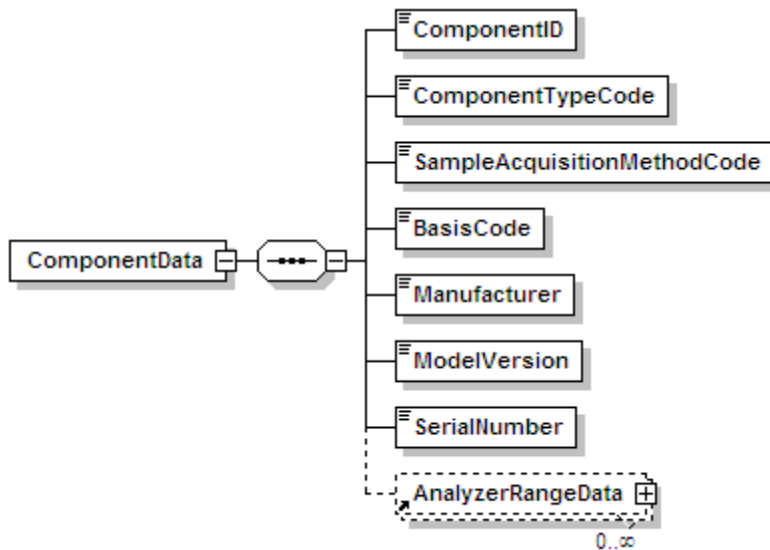 ComponentID
ComponentTypeCode
SampleAcquisitionMethodCode
BasisCode
ComponentData
Manufacturer
ModelVersion
SerialNumber
AnalyzerRangeData
0..∞